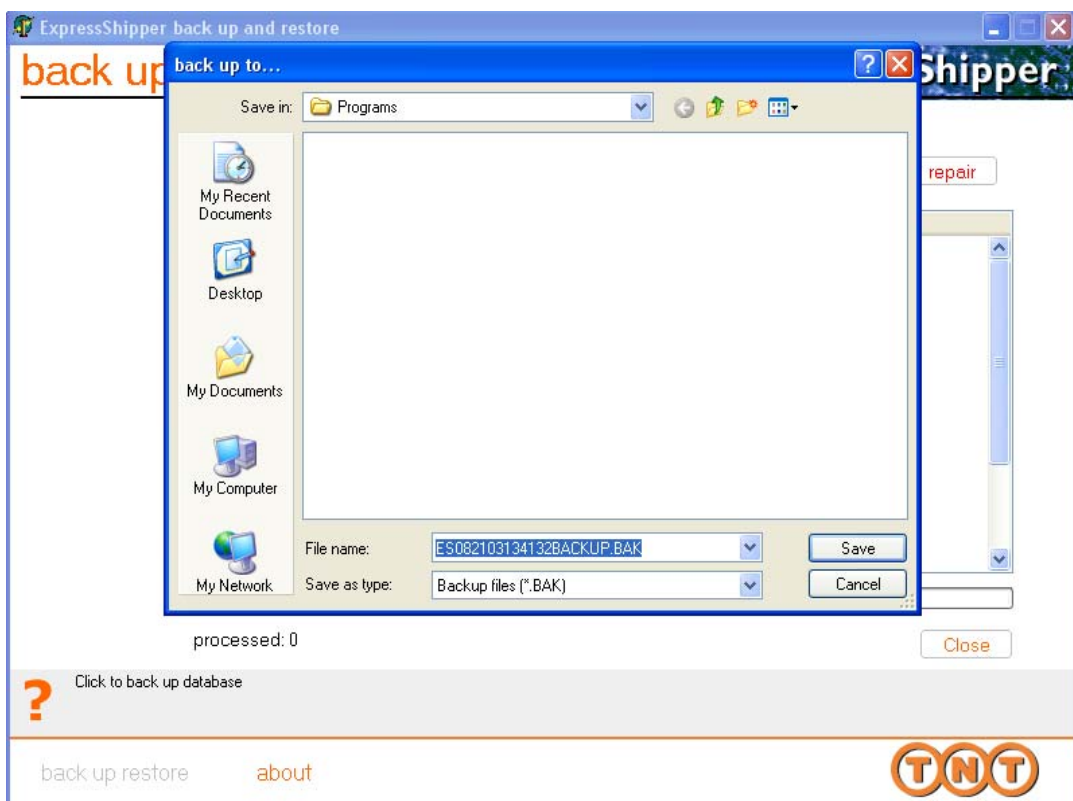 ExpressShipper back up and restore
back up
Shipper
back up to...
Save in:
Programs
repair
My Recent
Documents
Desktop
My Documents
My Computer
My Network
File name:
ES082103134132BACKUP.BAK
Save
Save as type:
Backup files (*.BAK)
Cancel
processed: 0
Close
?
Click to back up database
back up restore
about
TNT